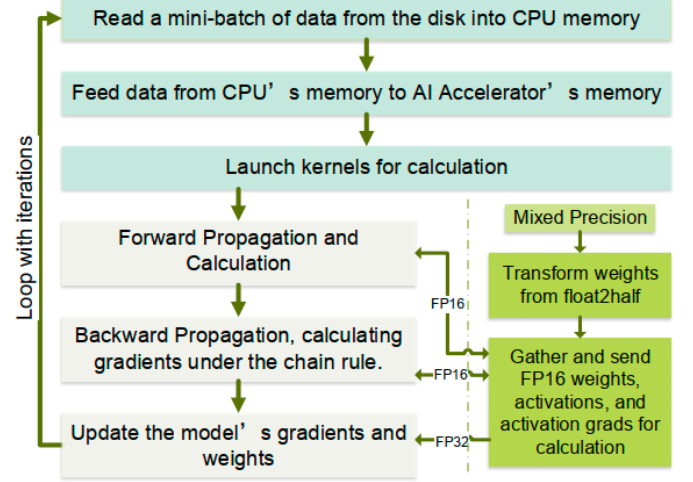 Read a mini-batch of data from the disk into CPU memory
Feed data from CPU’s memory to AI Accelerator’s memory
Launch kernels for calculation
Loop with iterations
Forward Propagation and
Calculation
Backward Propagation, calculating
gradients under the chain rule.
Update the model’s gradients and
weights
FP16
FP16
FP32
Mixed Precision
Transform weights
from float2half
Gather and send
FP16 weights,
activations, and
activation grads for
calculation